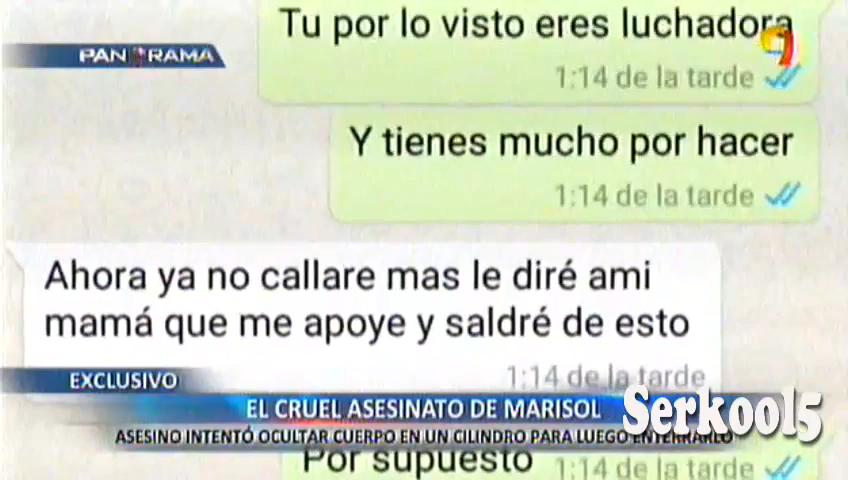 Tu por lo visto eres luchadora
PANORAMA
1:14 de la tarde
Y tienes mucho por hacer
1:14 de la tarde
Ahora ya no callare mas le diré ami
mamá que me apoye y saldré de esto
1:14 de la tarde
EXCLUSIVO
EL CRUEL ASESINATO DE MARISOL
Serkool5
ASESINO INTENTÓ OCULTAR CUERPO EN UN CILINDRO PARA LUEGO ENTERRARLO
Por supuesto
1:14 de la tarde